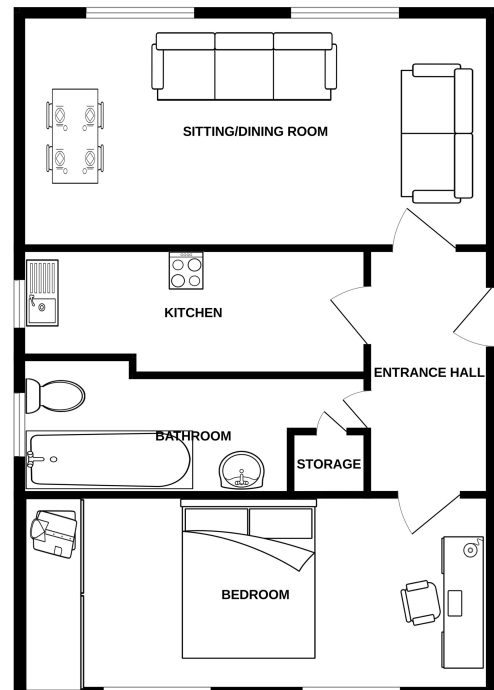 SITTING/DINING ROOM
KITCHEN
ENTRANCE HALL
BATHROOM
STORAGE
BEDROOM